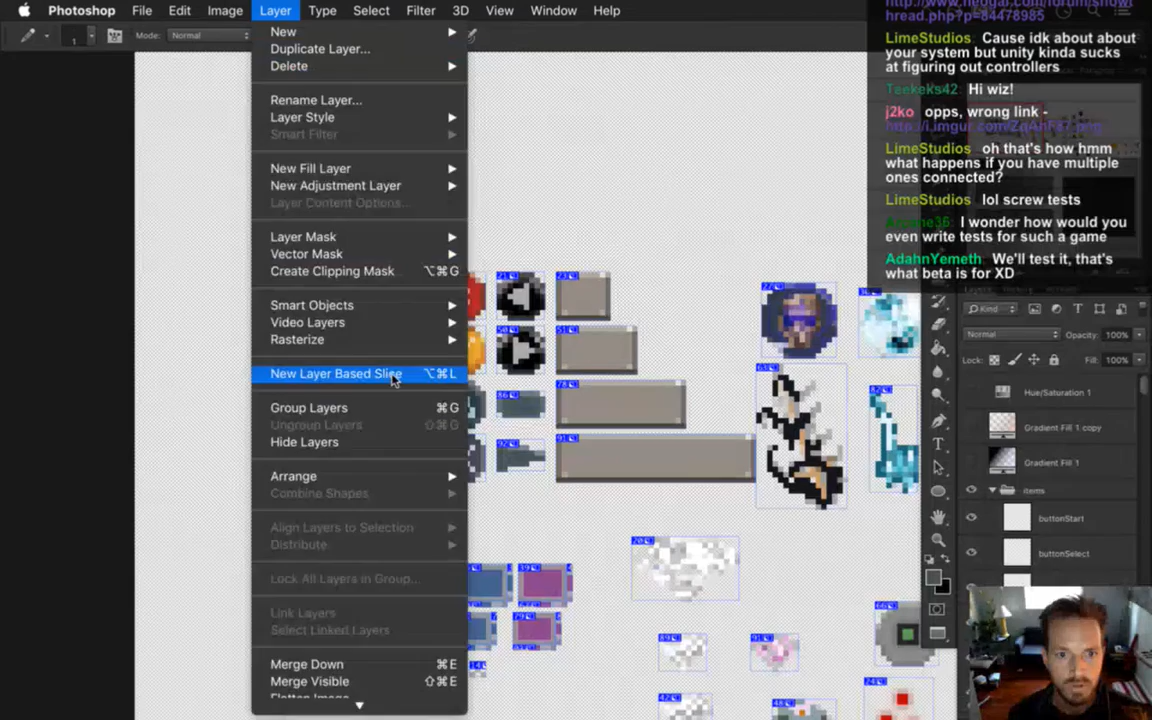 Photoshop File Edit Image Layer Type Select Filter 3D View Window Help
Mode: Normal
New
Duplicate Layer...
Delete
Rename Layer...
Layer Style
Smart Filter
New Fill Layer
New Adjustment Layer
Layer Content Options...
Layer Mask
Vector Mask
Create Clipping Mask ⌥⌘G
Smart Objects
Video Layers
Rasterize
New Layer Based Slice ⌥⌘L
Group Layers ⌘G
Ungroup Layers ⇧⌘G
Hide Layers
Arrange
Combine Shapes
Align Layers to Selection
Distribute
Lock All Layers in Group...
Link Layers
Select Linked Layers
Merge Down ⌘E
Merge Visible ⇧⌘E
Flatten Image
hread.php?p=84478985
LimeStudios Cause idk about about
your system but unity kinda sucks
at figuring out controllers
Taekeks42: Hi wiz!
j2ko opps, wrong link -
LimeStudios oh that's how hmm
what happens if you have multiple
ones connected?
LimeStudios lol screw tests
I wonder how would you
even write tests for such a game
AdahnYemeth: We'll test it, that's
what beta is for XD
Kind
Normal Opacity: 100%
Lock: Fill: 100%
Hue/Saturation 1
Gradient Fill 1 copy
Gradient Fill 1
items
buttonStart
buttonSelect